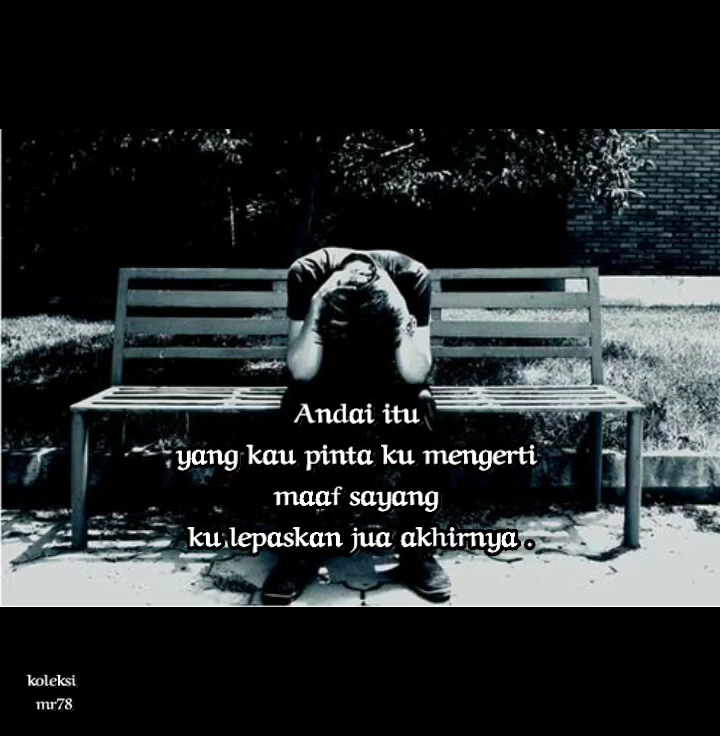 Andai itu
yang kau pinta ku mengerti
maaf sayang
ku lepaskan jua akhirnya .
koleksi
mr78